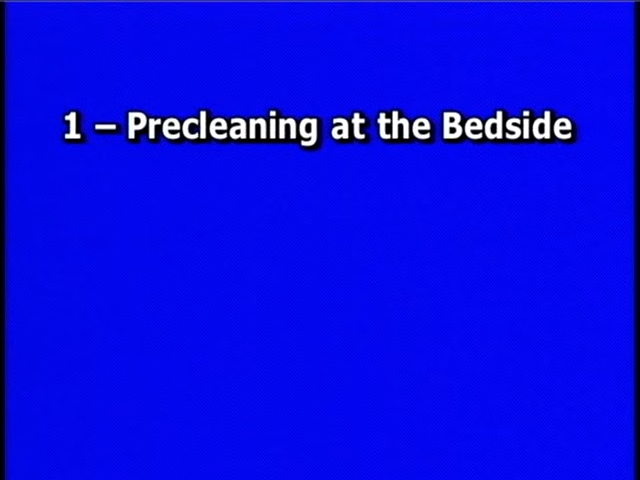 1 – Precleaning at the Bedside